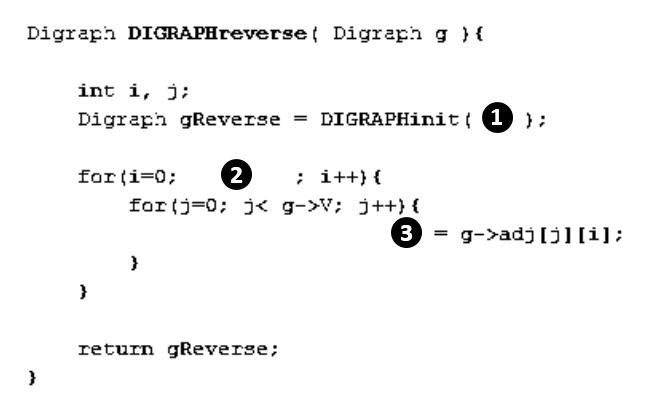 Digraph DIGRAPHreverse( Digraph g ){
int i, j;
Digraph gReverse = DIGRAPHinit( 1 );
for(i=0; 2 ; i++){
for(j=0; j< g->V; j++){
3 = g->adj[j][i];
}
}
return gReverse;
}